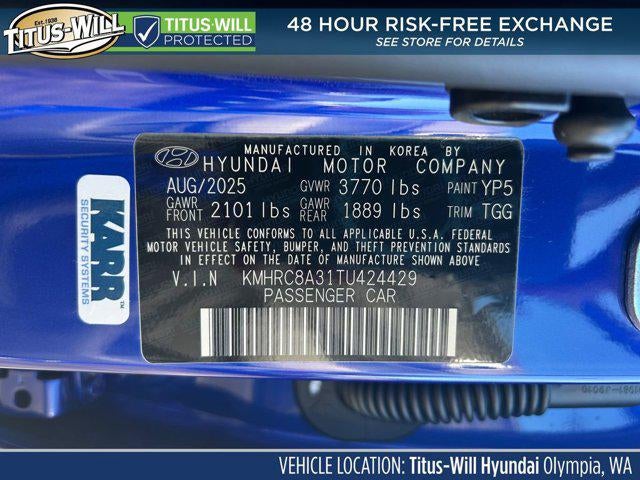 Est. 1938
TITUS-WILL
TITUS-WILL
PROTECTED
48 HOUR RISK-FREE EXCHANGE
SEE STORE FOR DETAILS
MANUFACTURED IN KOREA BY
HYUNDAI MOTOR COMPANY
AUG/2025 GVWR 3770 lbs PAINT YP5
GAWR FRONT 2101 lbs GAWR REAR 1889 lbs TRIM TGG
THIS VEHICLE CONFORMS TO ALL APPLICABLE U.S.A. FEDERAL
MOTOR VEHICLE SAFETY, BUMPER, AND THEFT PREVENTION STANDARDS
IN EFFECT ON THE DATE OF MANUFACTURE SHOWN ABOVE.
V.I.N KMHRC8A31TU424429
PASSENGER CAR
KARR™
SECURITY SYSTEMS
VEHICLE LOCATION: Titus-Will Hyundai Olympia, WA